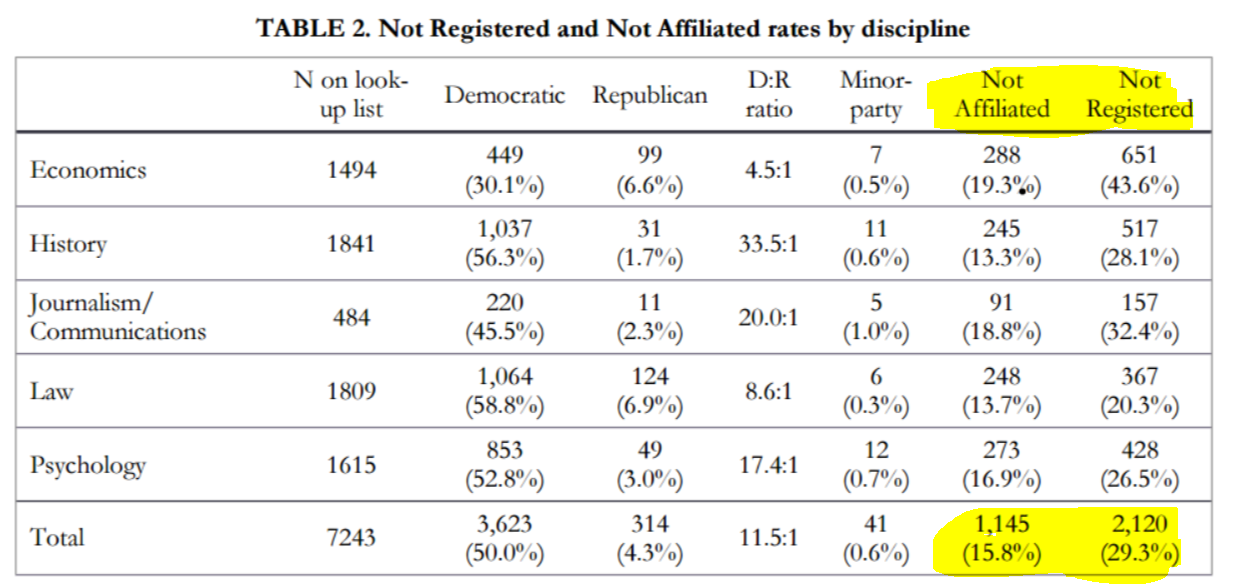 TABLE 2. Not Registered and Not Affiliated rates by discipline
N on look-up list Democratic Republican D:R ratio Minor-party Not Affiliated Not Registered
Economics 1494 449 (30.1%) 99 (6.6%) 4.5:1 7 (0.5%) 288 (19.3%) 651 (43.6%)
History 1841 1,037 (56.3%) 31 (1.7%) 33.5:1 11 (0.6%) 245 (13.3%) 517 (28.1%)
Journalism/Communications 484 220 (45.5%) 11 (2.3%) 20.0:1 5 (1.0%) 91 (18.8%) 157 (32.4%)
Law 1809 1,064 (58.8%) 124 (6.9%) 8.6:1 6 (0.3%) 248 (13.7%) 367 (20.3%)
Psychology 1615 853 (52.8%) 49 (3.0%) 17.4:1 12 (0.7%) 273 (16.9%) 428 (26.5%)
Total 7243 3,623 (50.0%) 314 (4.3%) 11.5:1 41 (0.6%) 1,145 (15.8%) 2,120 (29.3%)